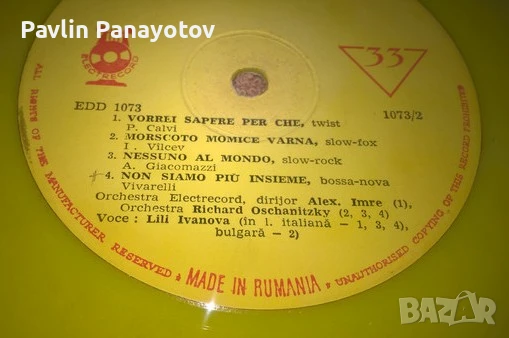 Pavlin Panayotov
ELECTRECORD
33
EDD 1073
1073/2
1. VORREI SAPERE PER CHE, twist
P. Calvi
2. MORSCOTO MOMICE VARNA, slow-fox
I. Vilcev
3. NESSUNO AL MONDO, slow-rock
A. Giacomazzi
4. NON SIAMO PIÙ INSIEME, bossa-nova
Vivarelli
Orchestra Electrecord, dirijor Alex. Imre (1),
Orchestra Richard Oschanitzky (2, 3, 4)
Voce : Lili Ivanova (în l. italiană - 1, 3, 4),
bulgară - 2)
ALL RIGHTS OF THE MANUFACTURER RESERVED
MADE IN RUMANIA
UNAUTHORISED COPYING OF THIS RECORD PROHIBITED
BAZAR